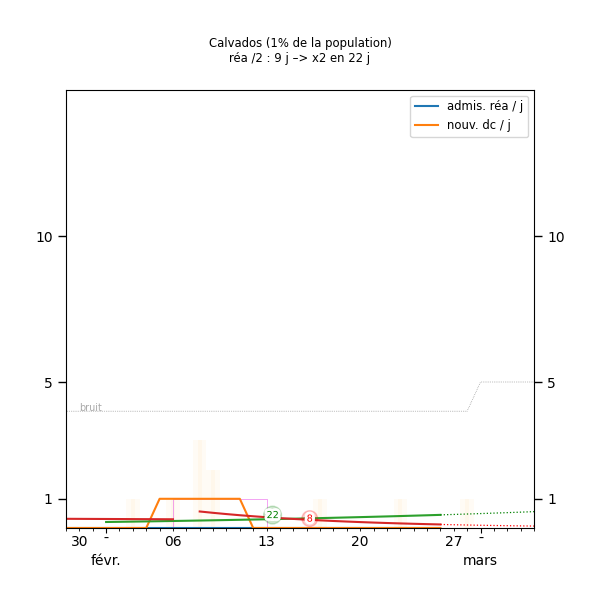 Calvados (1% de la population)
réa /2 : 9 j –> x2 en 22 j
admis. réa / j
nouv. dc / j
10 10
5 5
bruit
1 1
22 8
30 - 06 13 20 27 -
févr. mars